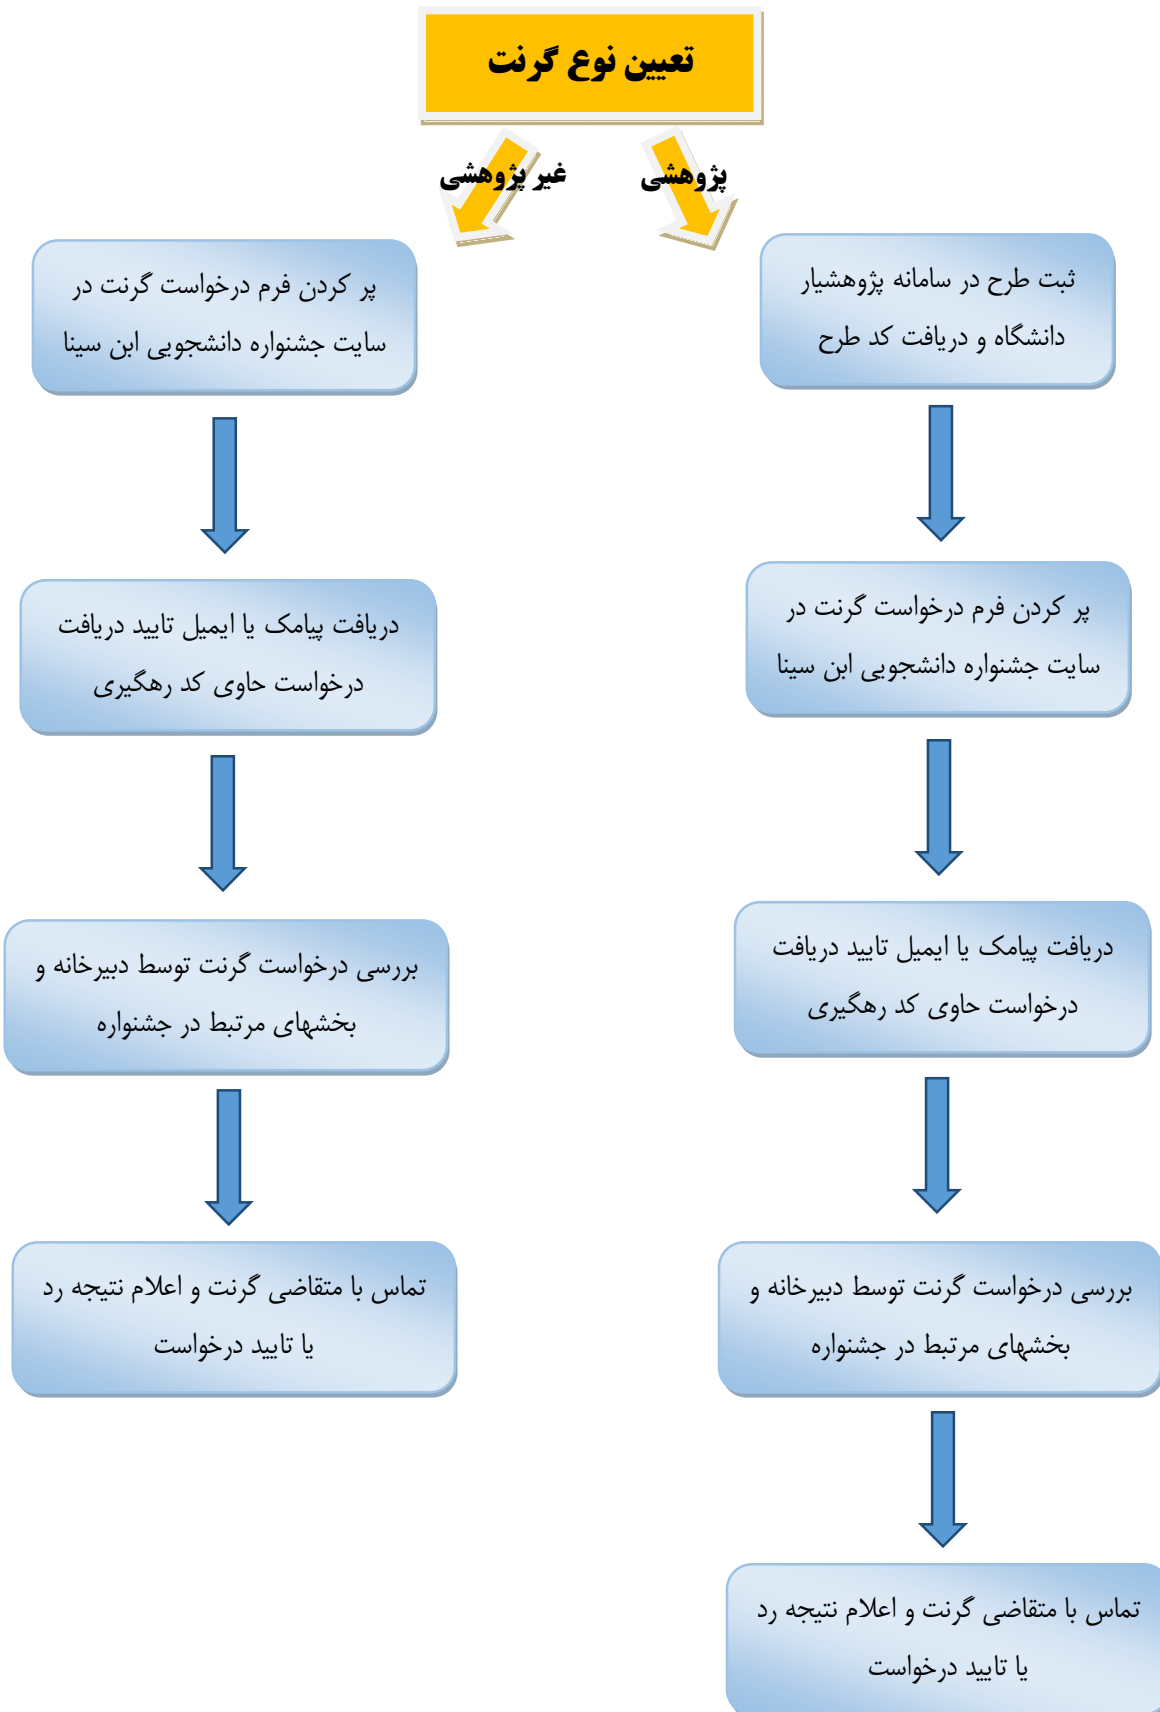 تعیین نوع گرنت
پژوهشی
غیر پژوهشی
ثبت طرح در سامانه پژوهشیار
دانشگاه و دریافت کد طرح
پر کردن فرم درخواست گرنت در
سایت جشنواره دانشجویی ابن سینا
دریافت پیامک یا ایمیل تایید دریافت
درخواست حاوی کد رهگیری
بررسی درخواست گرنت توسط دبیرخانه و
بخشهای مرتبط در جشنواره
تماس با متقاضی گرنت و اعلام نتیجه رد
یا تایید درخواست
پر کردن فرم درخواست گرنت در
سایت جشنواره دانشجویی ابن سینا
دریافت پیامک یا ایمیل تایید دریافت
درخواست حاوی کد رهگیری
بررسی درخواست گرنت توسط دبیرخانه و
بخشهای مرتبط در جشنواره
تماس با متقاضی گرنت و اعلام نتیجه رد
یا تایید درخواست